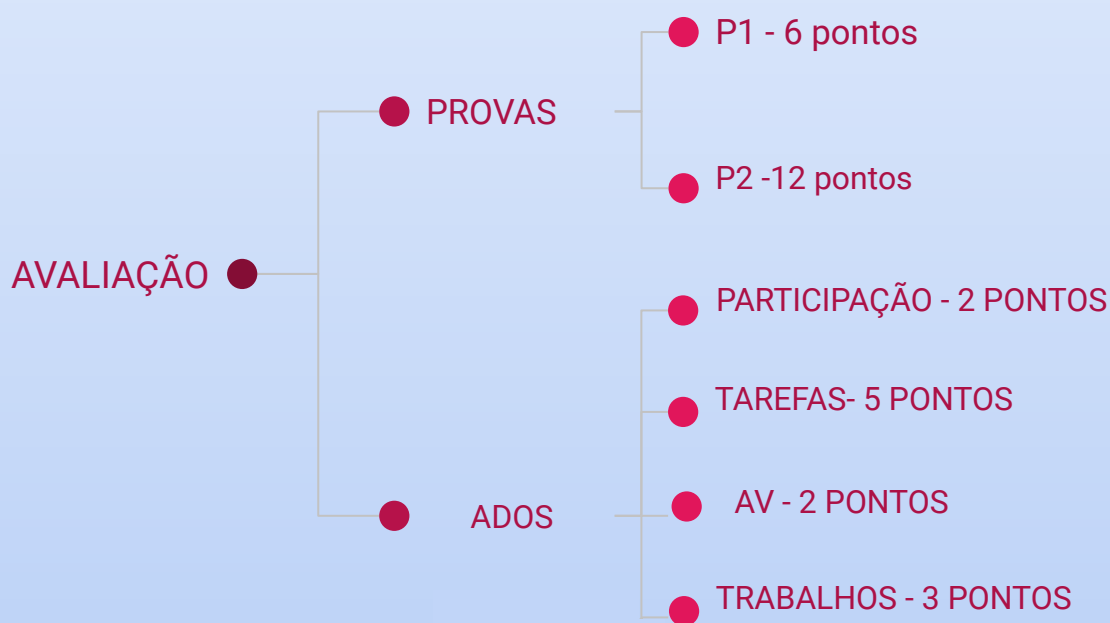 AVALIAÇÃO
PROVAS
P1 - 6 pontos
P2 -12 pontos
ADOS
PARTICIPAÇÃO - 2 PONTOS
TAREFAS- 5 PONTOS
AV - 2 PONTOS
TRABALHOS - 3 PONTOS